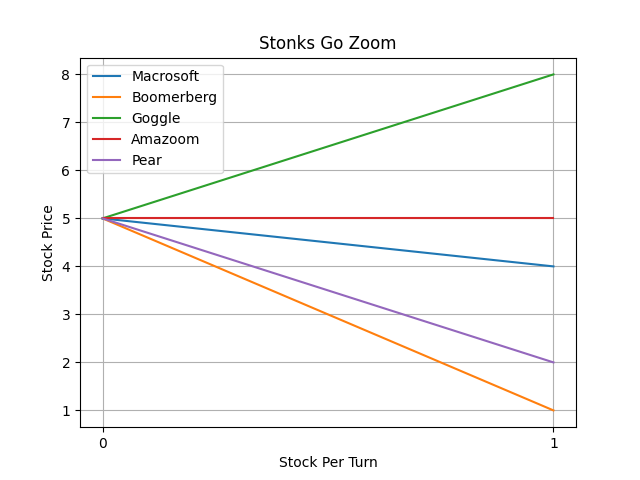 Stonks Go Zoom
Macrosoft
Boomerberg
Goggle
Amazoom
Pear
8
7
6
5
4
3
2
1
Stock Price
0 1
Stock Per Turn